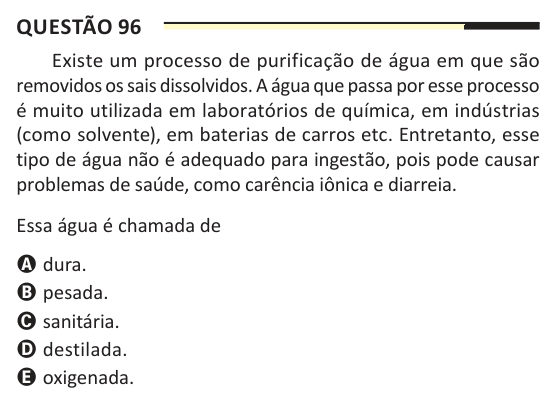 QUESTÃO 96
Existe um processo de purificação de água em que são
removidos os sais dissolvidos. A água que passa por esse processo
é muito utilizada em laboratórios de química, em indústrias
(como solvente), em baterias de carros etc. Entretanto, esse
tipo de água não é adequado para ingestão, pois pode causar
problemas de saúde, como carência iônica e diarreia.
Essa água é chamada de
A dura.
B pesada.
C sanitária.
D destilada.
E oxigenada.